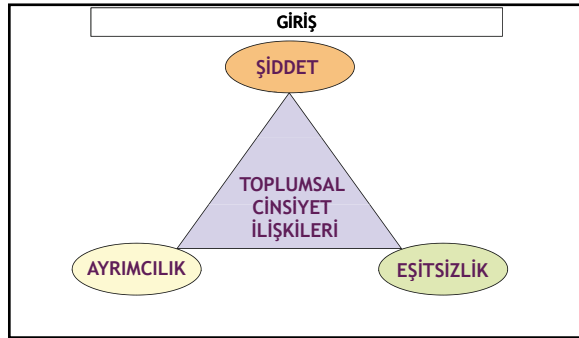 GİRİŞ
ŞİDDET
TOPLUMSAL
CİNSİYET
İLİŞKİLERİ
AYRIMCILIK
EŞİTSİZLİK